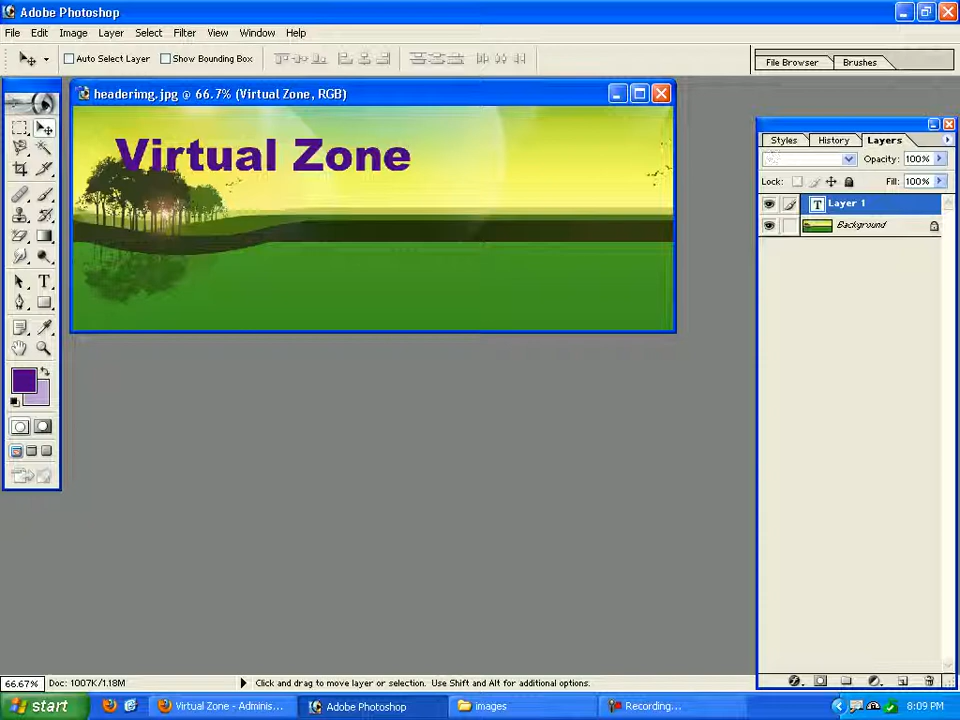 Adobe Photoshop
File Edit Image Layer Select Filter View Window Help
Auto Select Layer Show Bounding Box
File Browser Brushes
headerimg.jpg @ 66.7% (Virtual Zone, RGB)
Virtual Zone
Styles History Layers
Opacity: 100%
Lock: Fill: 100%
T Layer 1
Background
T
66.67% Doc: 1007K/1.18M Click and drag to move layer or selection. Use Shift and Alt for additional options.
start Virtual Zone - Adminis... Adobe Photoshop images Recording... 8:09 PM